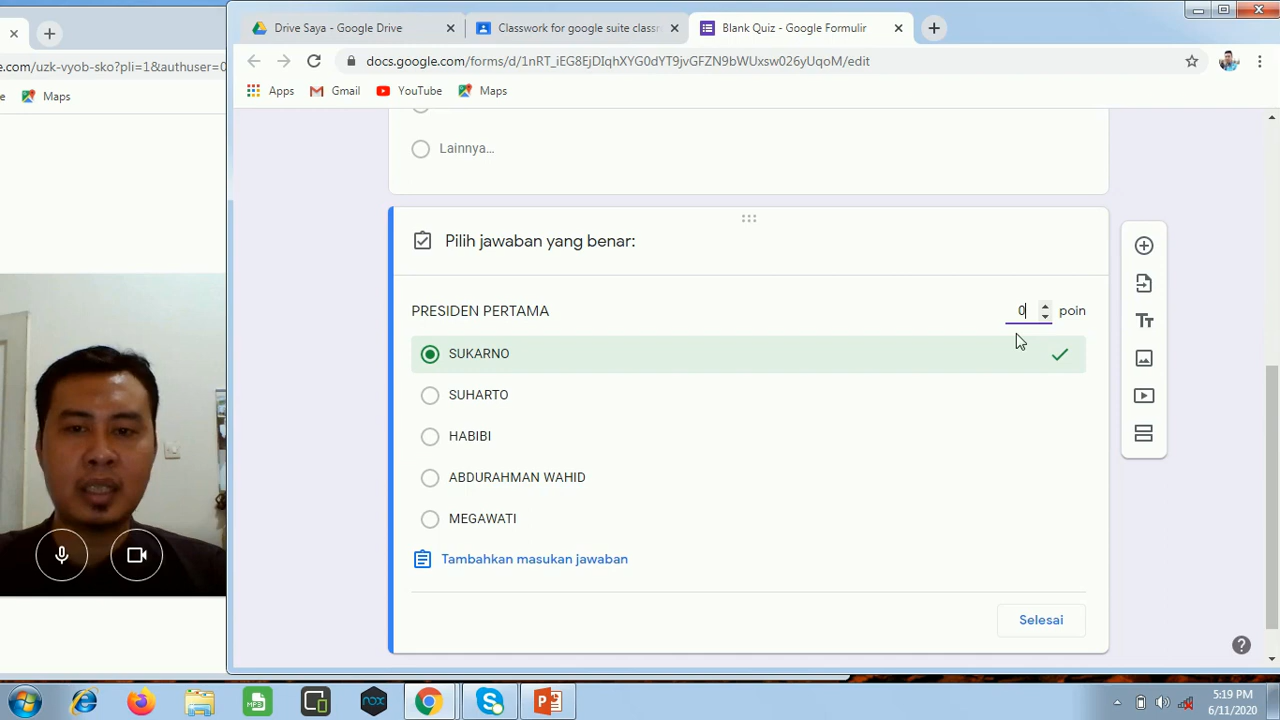 Drive Saya - Google Drive
Classwork for google suite classr
Blank Quiz - Google Formulir
e.com/uzk-vyob-sko?pli=1&authuser=0
docs.google.com/forms/d/1nRT_iEG8EjDIqhXYG0dYT9jvGFZN9bWUxsw026yUqoM/edit
e Maps
Apps Gmail YouTube Maps
Lainnya...
Pilih jawaban yang benar:
PRESIDEN PERTAMA 0 poin
SUKARNO
SUHARTO
HABIBI
ABDURAHMAN WAHID
MEGAWATI
Tambahkan masukan jawaban
Selesai
MP3
nox
5:19 PM
6/11/2020